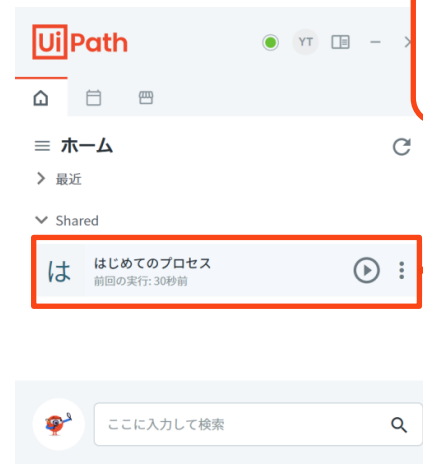 UiPath
YT
ホーム
最近
Shared
は
はじめてのプロセス
前回の実行: 30秒前
ここに入力して検索